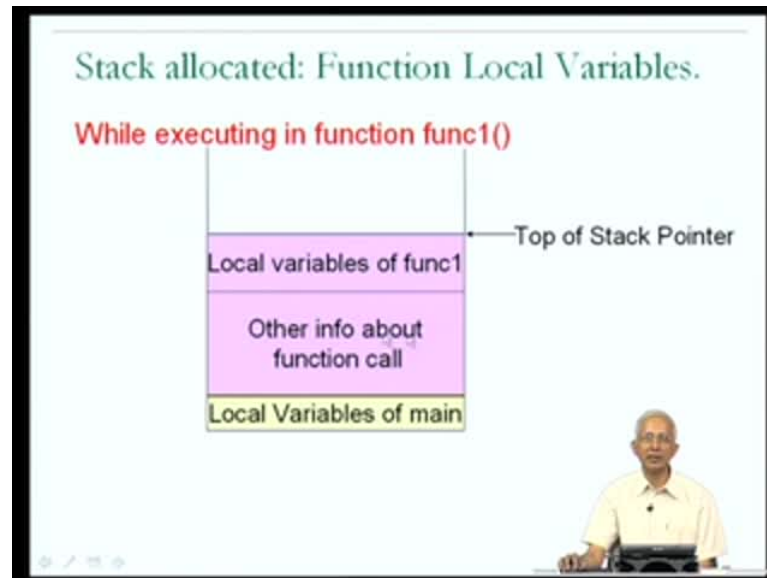 Stack allocated: Function Local Variables.
While executing in function func1()
Top of Stack Pointer
Local variables of func1
Other info about
function call
Local Variables of main